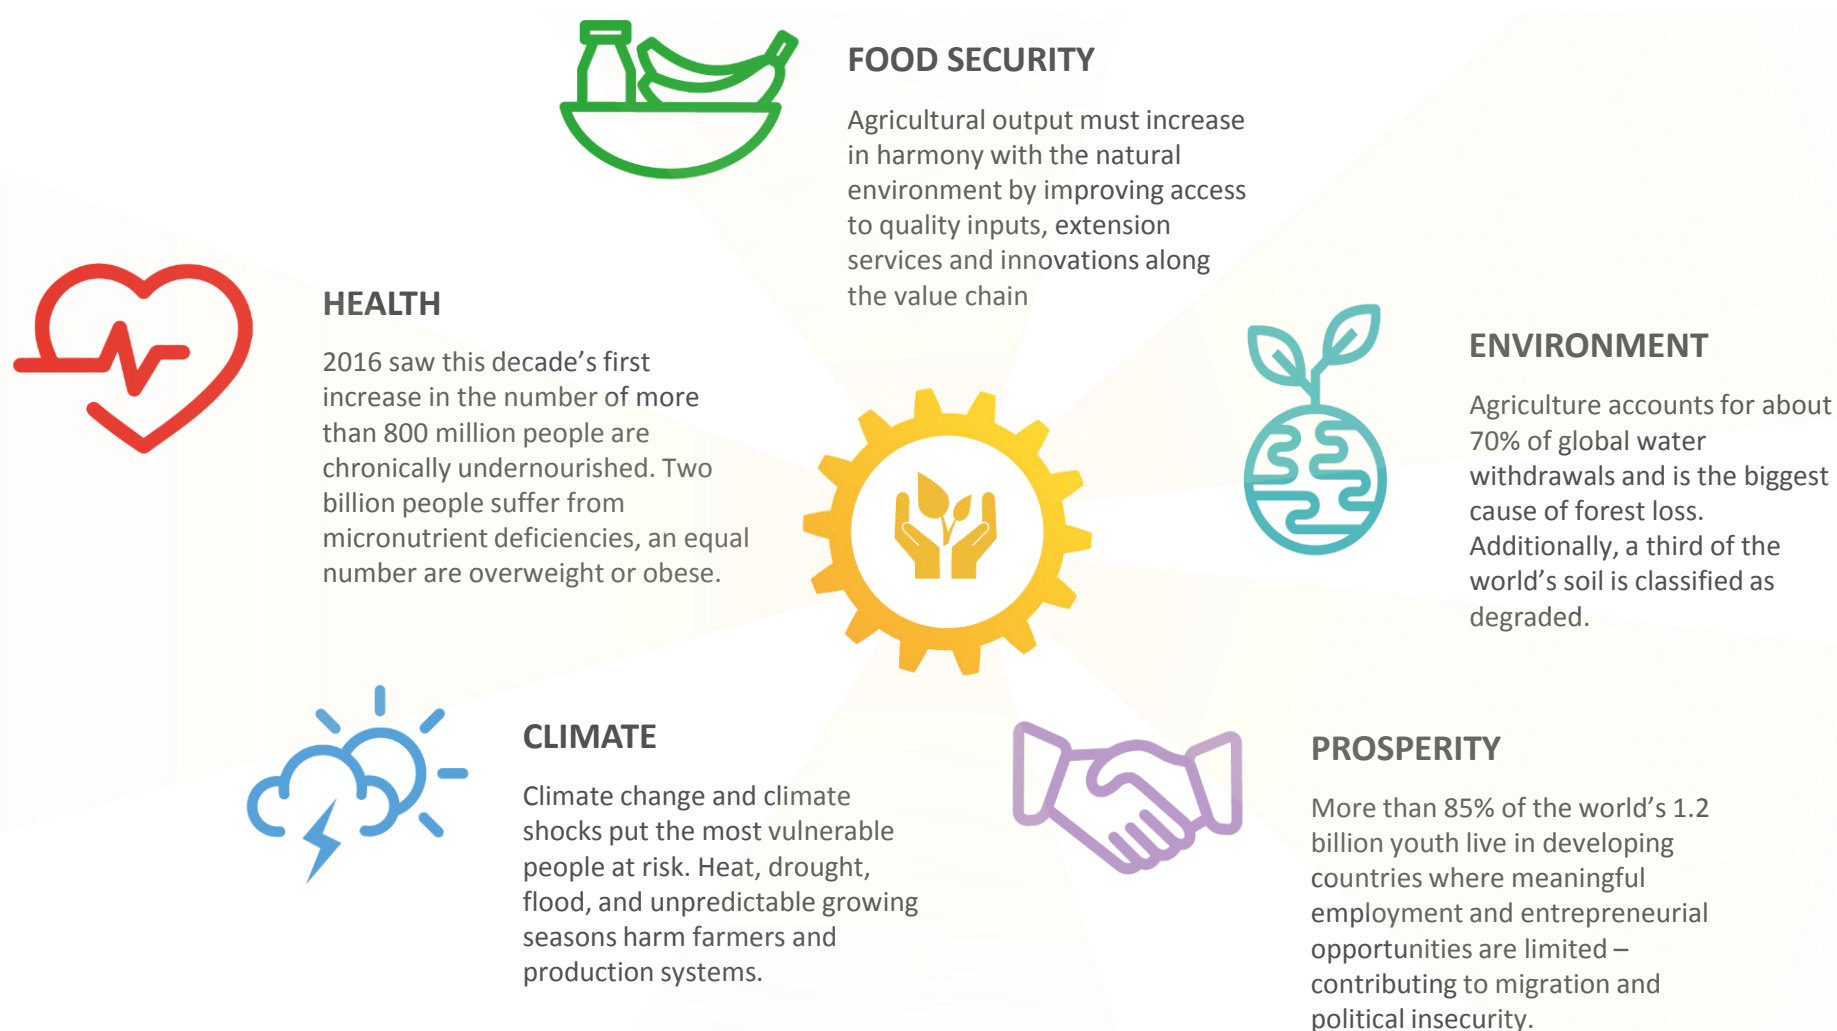 FOOD SECURITY
Agricultural output must increase
in harmony with the natural
environment by improving access
to quality inputs, extension
services and innovations along
the value chain
HEALTH
2016 saw this decade’s first
increase in the number of more
than 800 million people are
chronically undernourished. Two
billion people suffer from
micronutrient deficiencies, an equal
number are overweight or obese.
ENVIRONMENT
Agriculture accounts for about
70% of global water
withdrawals and is the biggest
cause of forest loss.
Additionally, a third of the
world’s soil is classified as
degraded.
CLIMATE
Climate change and climate
shocks put the most vulnerable
people at risk. Heat, drought,
flood, and unpredictable growing
seasons harm farmers and
production systems.
PROSPERITY
More than 85% of the world’s 1.2
billion youth live in developing
countries where meaningful
employment and entrepreneurial
opportunities are limited –
contributing to migration and
political insecurity.